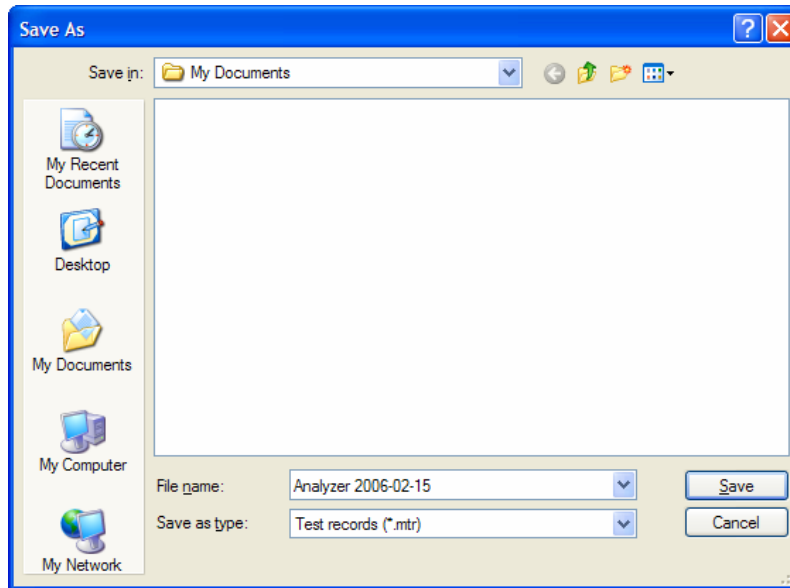 Save As
Save in: My Documents
My Recent
Documents
Desktop
My Documents
My Computer
My Network
File name: Analyzer 2006-02-15 Save
Save as type: Test records (*.mtr) Cancel